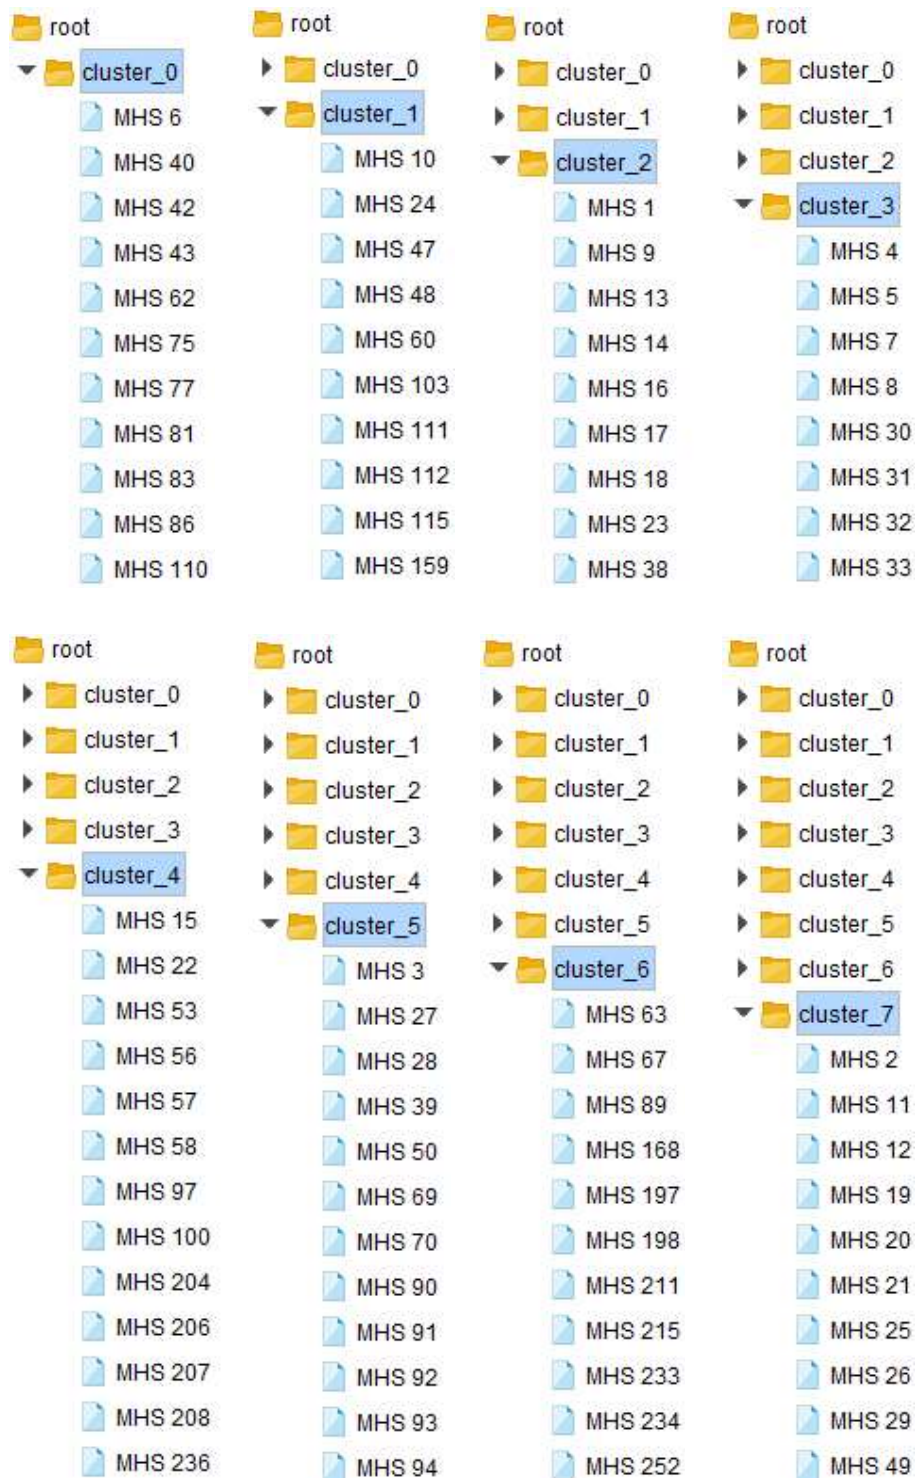 root
cluster_0
MHS 6
MHS 40
MHS 42
MHS 43
MHS 62
MHS 75
MHS 77
MHS 81
MHS 83
MHS 86
MHS 110
root
cluster_0
cluster_1
MHS 10
MHS 24
MHS 47
MHS 48
MHS 60
MHS 103
MHS 111
MHS 112
MHS 115
MHS 159
root
cluster_0
cluster_1
cluster_2
MHS 1
MHS 9
MHS 13
MHS 14
MHS 16
MHS 17
MHS 18
MHS 23
MHS 38
root
cluster_0
cluster_1
cluster_2
cluster_3
MHS 4
MHS 5
MHS 7
MHS 8
MHS 30
MHS 31
MHS 32
MHS 33
root
cluster_0
cluster_1
cluster_2
cluster_3
cluster_4
MHS 15
MHS 22
MHS 53
MHS 56
MHS 57
MHS 58
MHS 97
MHS 100
MHS 204
MHS 206
MHS 207
MHS 208
MHS 236
root
cluster_0
cluster_1
cluster_2
cluster_3
cluster_4
cluster_5
MHS 3
MHS 27
MHS 28
MHS 39
MHS 50
MHS 69
MHS 70
MHS 90
MHS 91
MHS 92
MHS 93
MHS 94
root
cluster_0
cluster_1
cluster_2
cluster_3
cluster_4
cluster_5
cluster_6
MHS 63
MHS 67
MHS 89
MHS 168
MHS 197
MHS 198
MHS 211
MHS 215
MHS 233
MHS 234
MHS 252
root
cluster_0
cluster_1
cluster_2
cluster_3
cluster_4
cluster_5
cluster_6
cluster_7
MHS 2
MHS 11
MHS 12
MHS 19
MHS 20
MHS 21
MHS 25
MHS 26
MHS 29
MHS 49